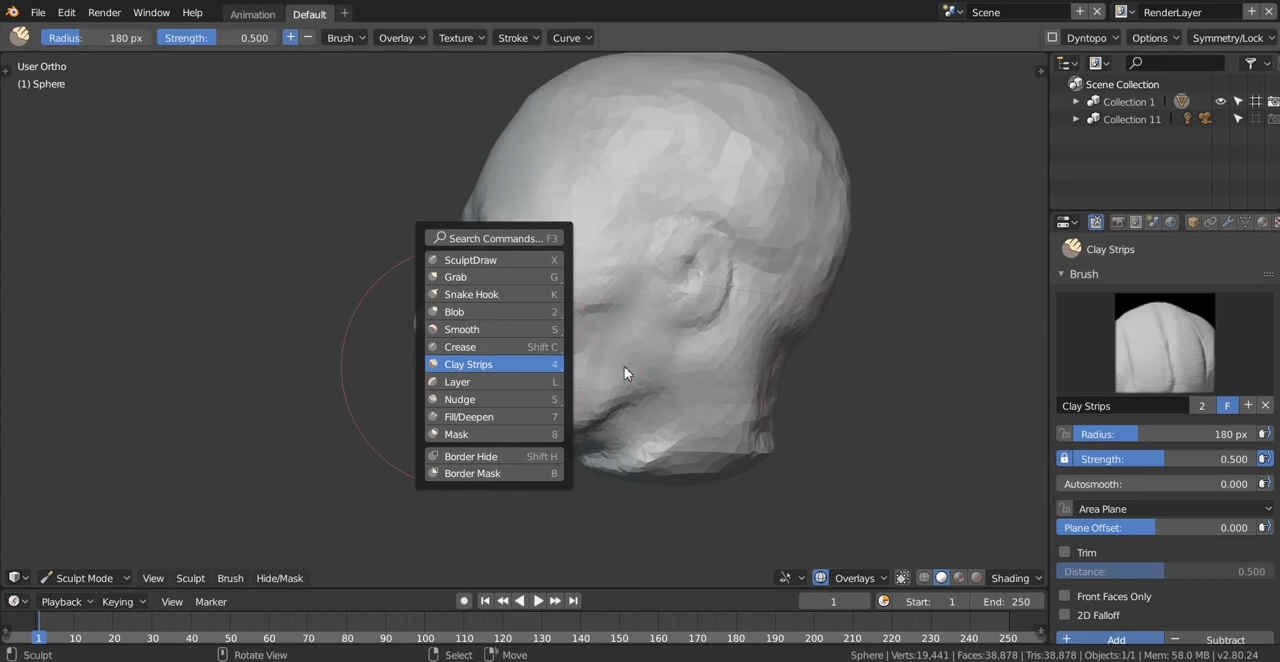 File Edit Render Window Help Animation Default + Scene RenderLayer
Radius: 180 px Strength: 0.500 Brush Overlay Texture Stroke Curve Dyntopo Options Symmetry/Lock
User Ortho
(1) Sphere
Scene Collection
Collection 1
Collection 11
Search Commands... F3
SculptDraw X
Grab G
Snake Hook K
Blob 2
Smooth S
Crease Shift C
Clay Strips 4
Layer L
Nudge 5
Fill/Deepen 7
Mask 8
Border Hide Shift H
Border Mask B
Clay Strips
Brush
Clay Strips 2 F
Radius: 180 px
Strength: 0.500
Autosmooth: 0.000
Area Plane
Plane Offset: 0.000
Trim
Distance: 0.500
Front Faces Only
2D Falloff
Add Subtract
Sculpt Mode View Sculpt Brush Hide/Mask Overlays Shading
Playback Keying View Marker 1 Start: 1 End: 250
1 10 20 30 40 50 60 70 80 90 100 110 120 130 140 150 160 170 180 190 200 210 220 230 240 250
Sculpt Rotate View Select Move Sphere | Verts:19,441 | Faces:38,878 | Tris:38,878 | Objects:1/1 | Mem: 58.0 MB | v2.80.24